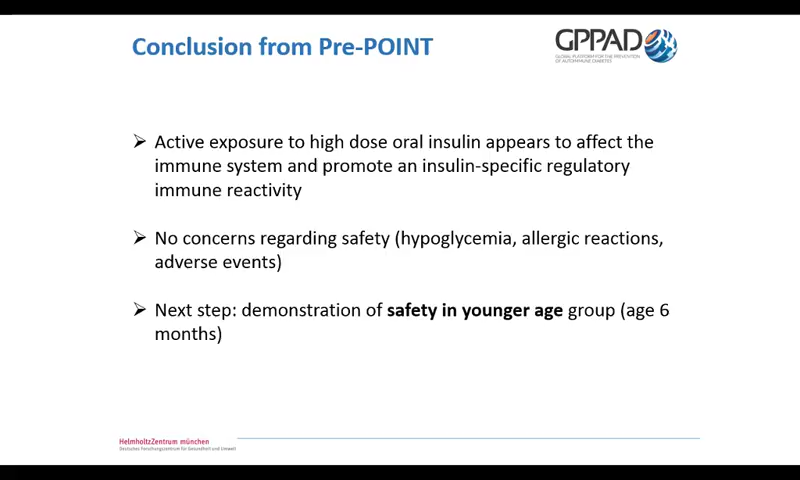 Conclusion from Pre-POINT
GPPAD
GLOBAL PLATFORM FOR THE PREVENTION
OF AUTOIMMUNE DIABETES
➢ Active exposure to high dose oral insulin appears to affect the
immune system and promote an insulin-specific regulatory
immune reactivity
➢ No concerns regarding safety (hypoglycemia, allergic reactions,
adverse events)
➢ Next step: demonstration of safety in younger age group (age 6
months)
HelmholtzZentrum münchen
Deutsches Forschungszentrum für Gesundheit und Umwelt